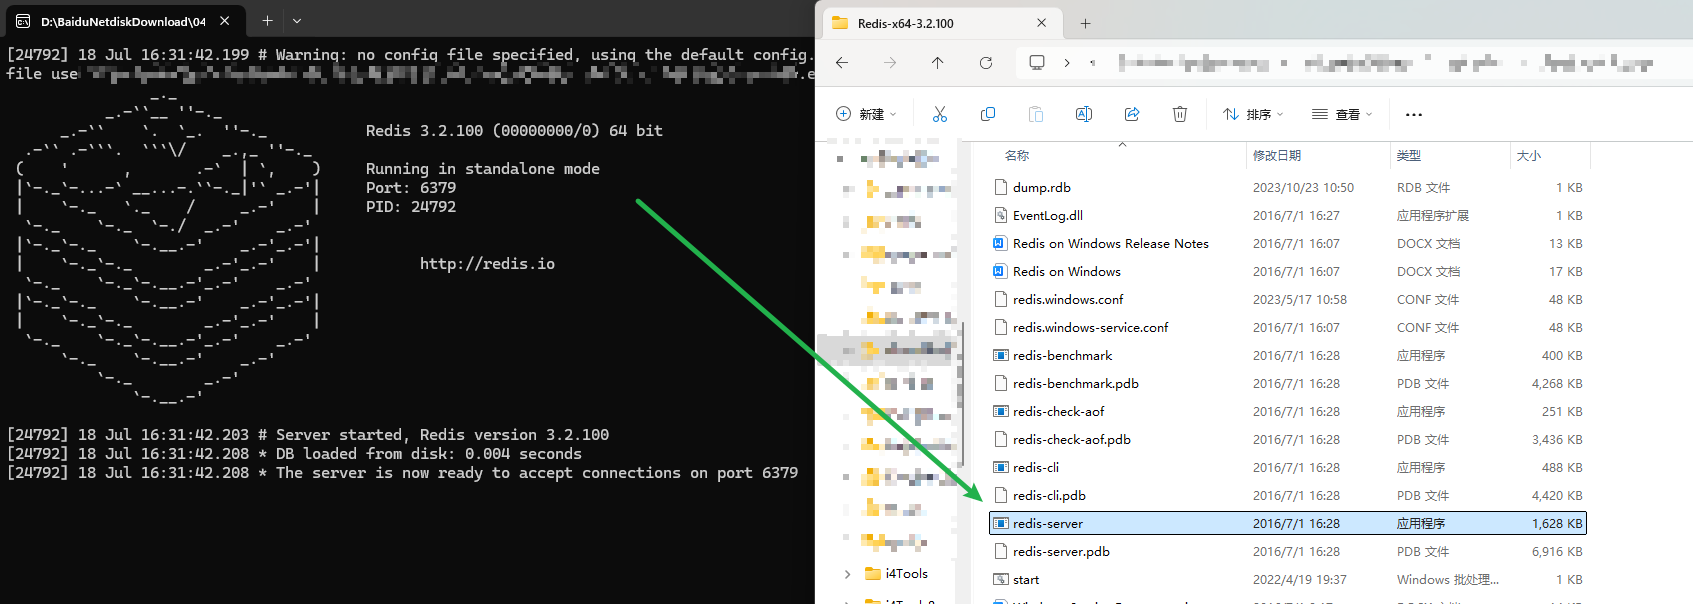 D:\BaiduNetdiskDownload\04
[24792] 18 Jul 16:31:42.199 # Warning: no config file specified, using the default config.
file use
.e
Redis 3.2.100 (00000000/0) 64 bit
Running in standalone mode
Port: 6379
PID: 24792
http://redis.io
[24792] 18 Jul 16:31:42.203 # Server started, Redis version 3.2.100
[24792] 18 Jul 16:31:42.208 * DB loaded from disk: 0.004 seconds
[24792] 18 Jul 16:31:42.208 * The server is now ready to accept connections on port 6379
Redis-x64-3.2.100
新建 排序 查看
名称 修改日期 类型 大小
dump.rdb 2023/10/23 10:50 RDB 文件 1 KB
EventLog.dll 2016/7/1 16:27 应用程序扩展 1 KB
Redis on Windows Release Notes 2016/7/1 16:07 DOCX 文档 13 KB
Redis on Windows 2016/7/1 16:07 DOCX 文档 17 KB
redis.windows.conf 2023/5/17 10:58 CONF 文件 48 KB
redis.windows-service.conf 2016/7/1 16:07 CONF 文件 48 KB
redis-benchmark 2016/7/1 16:28 应用程序 400 KB
redis-benchmark.pdb 2016/7/1 16:28 PDB 文件 4,268 KB
redis-check-aof 2016/7/1 16:28 应用程序 251 KB
redis-check-aof.pdb 2016/7/1 16:28 PDB 文件 3,436 KB
redis-cli 2016/7/1 16:28 应用程序 488 KB
redis-cli.pdb 2016/7/1 16:28 PDB 文件 4,420 KB
redis-server 2016/7/1 16:28 应用程序 1,628 KB
redis-server.pdb 2016/7/1 16:28 PDB 文件 6,916 KB
i4Tools
start 2022/4/19 19:37 Windows 批处理... 1 KB